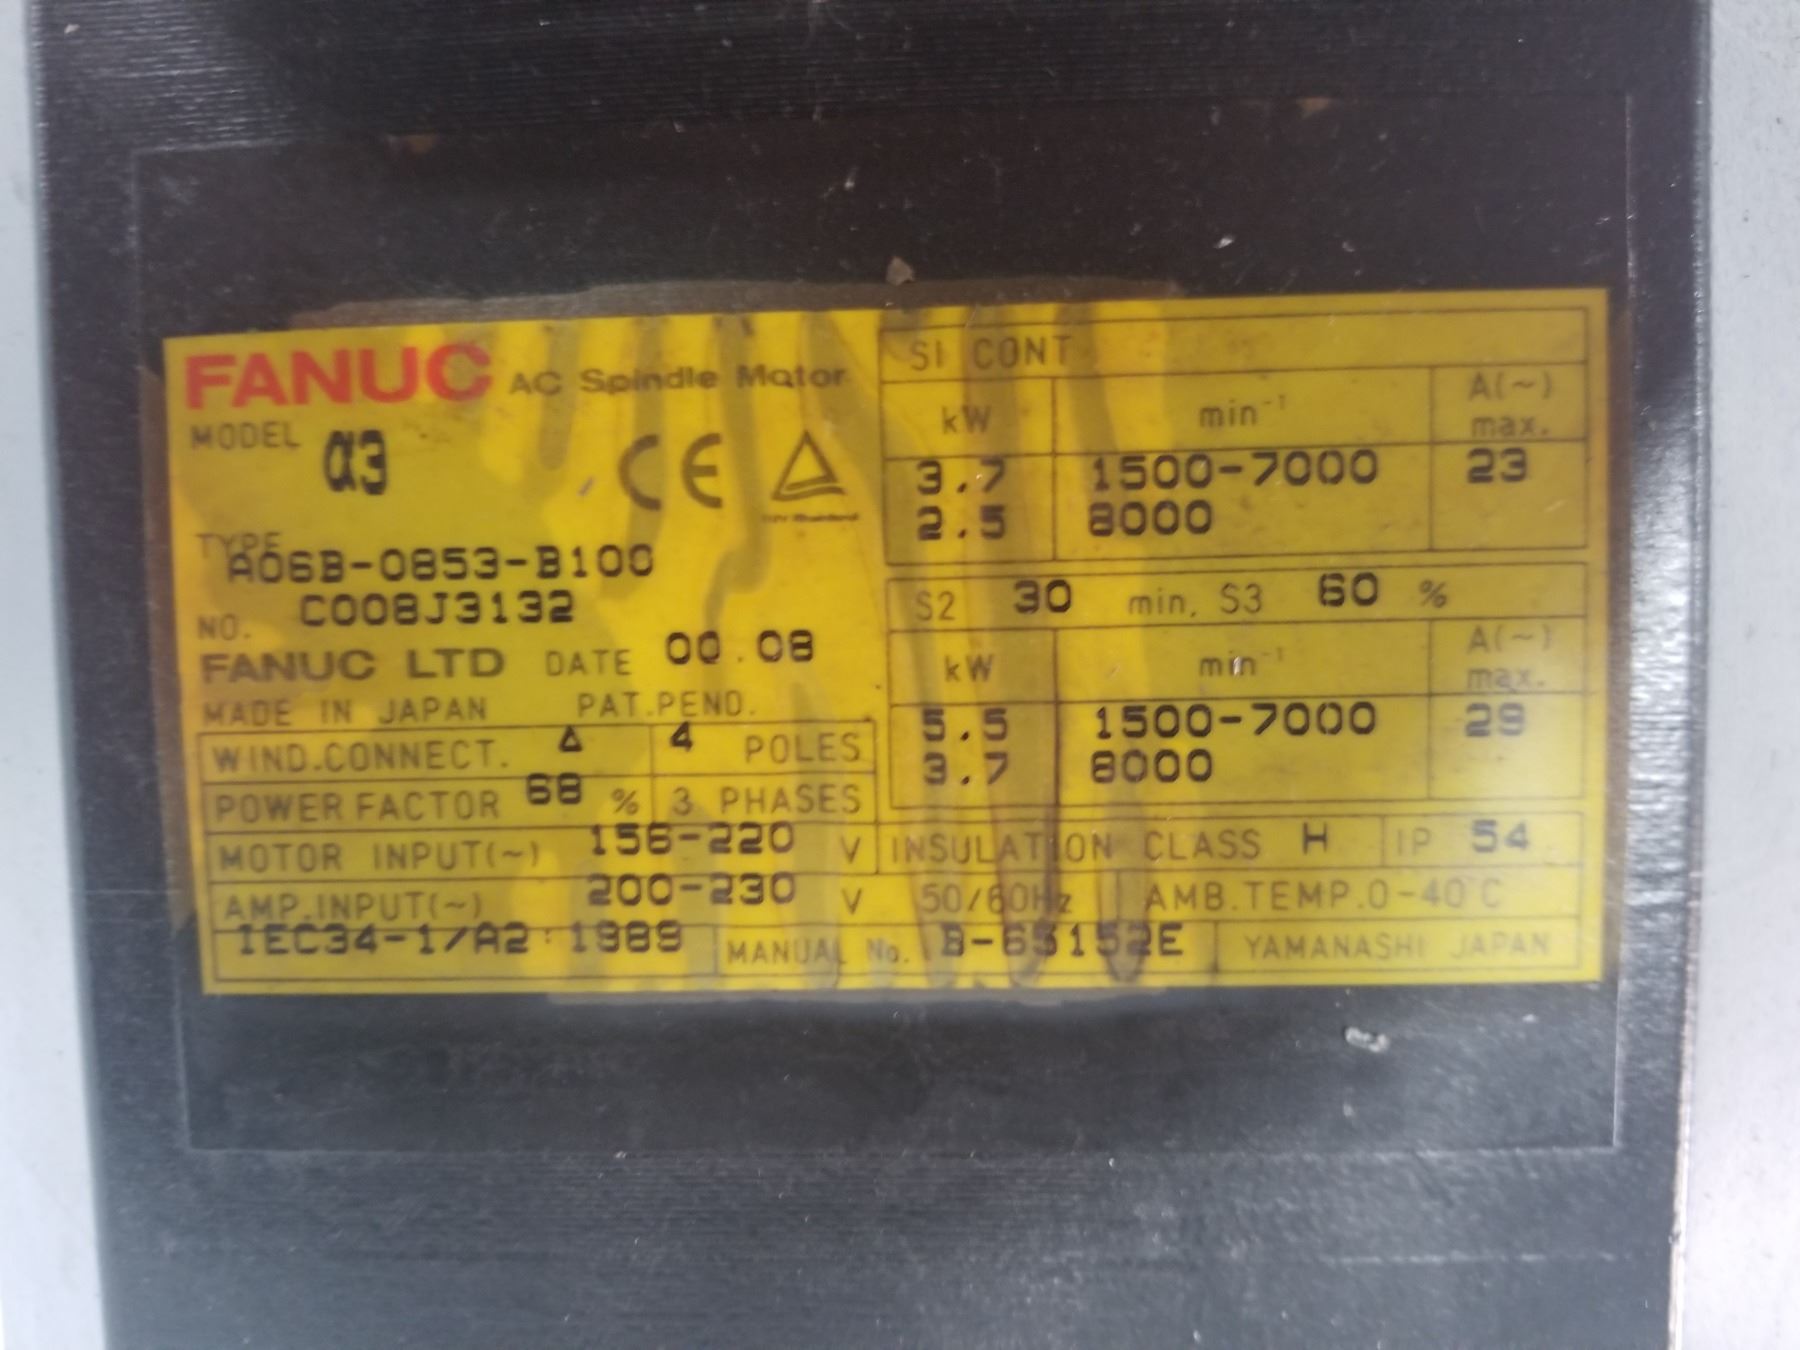 FANUC AC Spindle Motor
MODEL α3
CE
TYPE A06B-0853-B100
NO. C008J3132
FANUC LTD DATE 00.08
MADE IN JAPAN PAT.PEND.
WIND.CONNECT. Δ 4 POLES
POWER FACTOR 68 % 3 PHASES
MOTOR INPUT(~) 156-220 V
AMP.INPUT(~) 200-230 V 50/60Hz
IEC34-1/A2:1989 MANUAL No. B-65152E
S1 CONT
kW min⁻¹ A(~) max.
3.7 1500-7000 23
2.5 8000
S2 30 min, S3 60 %
kW min⁻¹ A(~) max.
5.5 1500-7000 29
3.7 8000
INSULATION CLASS H IP 54
AMB.TEMP.0-40°C
YAMANASHI JAPAN